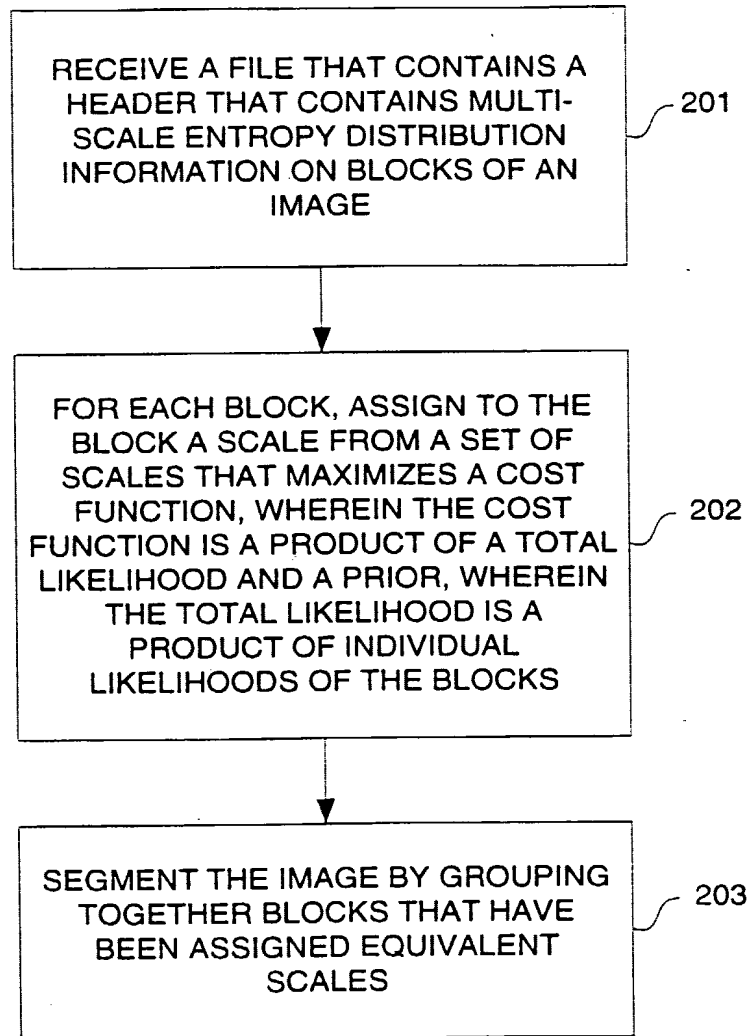 RECEIVE A FILE THAT CONTAINS A
HEADER THAT CONTAINS MULTI-
SCALE ENTROPY DISTRIBUTION
INFORMATION ON BLOCKS OF AN
IMAGE
201
FOR EACH BLOCK, ASSIGN TO THE
BLOCK A SCALE FROM A SET OF
SCALES THAT MAXIMIZES A COST
FUNCTION, WHEREIN THE COST
FUNCTION IS A PRODUCT OF A TOTAL
LIKELIHOOD AND A PRIOR, WHEREIN
THE TOTAL LIKELIHOOD IS A
PRODUCT OF INDIVIDUAL
LIKELIHOODS OF THE BLOCKS
202
SEGMENT THE IMAGE BY GROUPING
TOGETHER BLOCKS THAT HAVE
BEEN ASSIGNED EQUIVALENT
SCALES
203